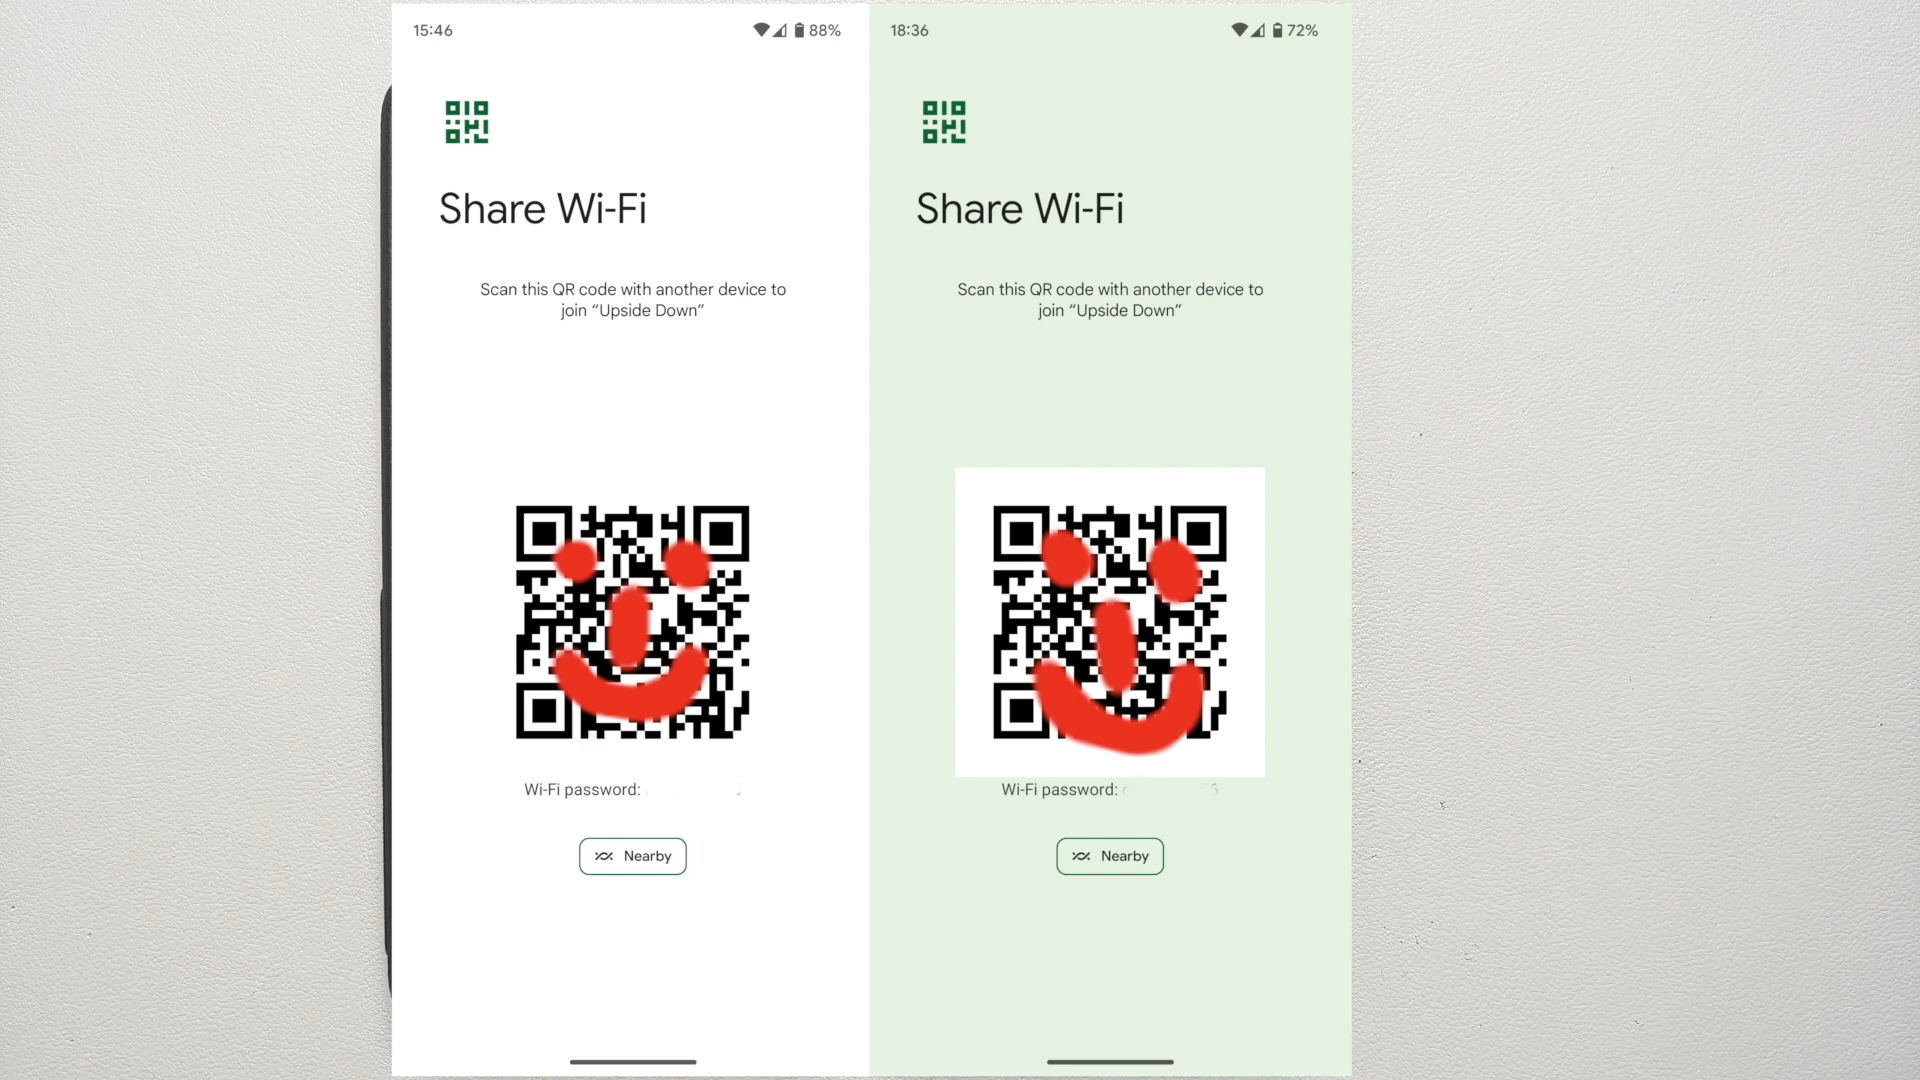 15:46
88%
Share Wi-Fi
Scan this QR code with another device to
join “Upside Down”
Wi-Fi password:
Nearby
18:36
72%
Share Wi-Fi
Scan this QR code with another device to
join “Upside Down”
Wi-Fi password:
Nearby